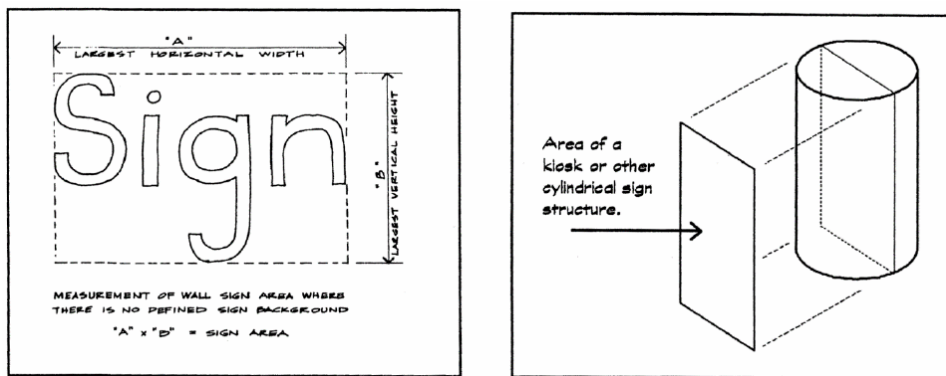 "A"
LARGEST HORIZONTAL WIDTH
Sign
"B"
LARGEST VERTICAL HEIGHT
MEASUREMENT OF WALL SIGN AREA WHERE
THERE IS NO DEFINED SIGN BACKGROUND
"A" x "B" = SIGN AREA
Area of a
kiosk or other
cylindrical sign
structure.